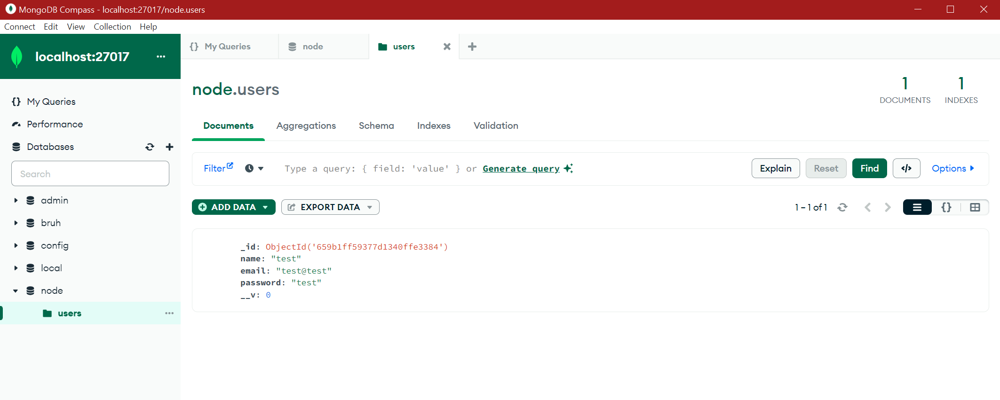 MongoDB Compass - localhost:27017/node.users
Connect Edit View Collection Help
localhost:27017
My Queries
Performance
Databases
Search
admin
bruh
config
local
node
users
My Queries node users
node.users
1 DOCUMENTS
1 INDEXES
Documents Aggregations Schema Indexes Validation
Filter Type a query: { field: 'value' } or Generate query Explain Reset Find </> Options
ADD DATA EXPORT DATA 1 – 1 of 1 {}
_id: ObjectId('659b1ff59377d1340ffe3384')
name: "test"
email: "test@test"
password: "test"
__v: 0